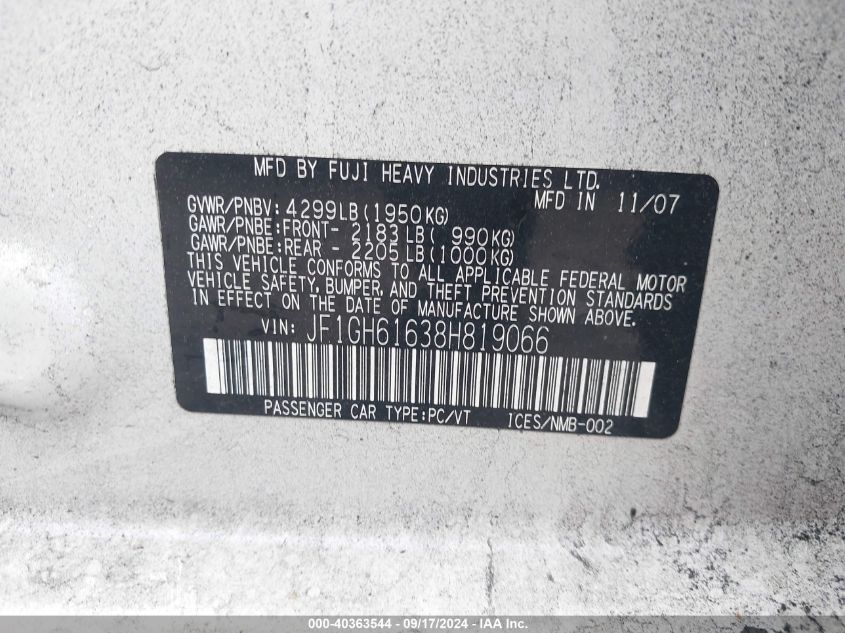 MFD BY FUJI HEAVY INDUSTRIES LTD.
MFD IN 11/07
GVWR/PNBV: 4299LB(1950KG)
GAWR/PNBE:FRONT- 2183LB( 990KG)
GAWR/PNBE:REAR - 2205LB(1000KG)
THIS VEHICLE CONFORMS TO ALL APPLICABLE FEDERAL MOTOR
VEHICLE SAFETY, BUMPER, AND THEFT PREVENTION STANDARDS
IN EFFECT ON THE DATE OF MANUFACTURE SHOWN ABOVE.
VIN: JF1GH61638H819066
PASSENGER CAR TYPE:PC/VT ICES/NMB-002
000-40363544 - 09/17/2024 - IAA Inc.